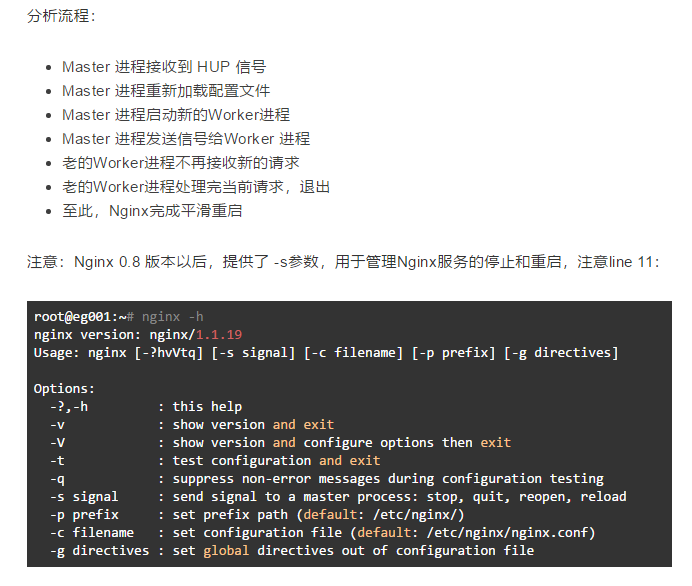 分析流程：
Master 进程接收到 HUP 信号
Master 进程重新加载配置文件
Master 进程启动新的Worker进程
Master 进程发送信号给Worker 进程
老的Worker进程不再接收新的请求
老的Worker进程处理完当前请求，退出
至此，Nginx完成平滑重启
注意：Nginx 0.8 版本以后，提供了 -s参数，用于管理Nginx服务的停止和重启，注意line 11：
root@eg001:~# nginx -h
nginx version: nginx/1.1.19
Usage: nginx [-?hvVtq] [-s signal] [-c filename] [-p prefix] [-g directives]
Options:
-?,-h : this help
-v : show version and exit
-V : show version and configure options then exit
-t : test configuration and exit
-q : suppress non-error messages during configuration testing
-s signal : send signal to a master process: stop, quit, reopen, reload
-p prefix : set prefix path (default: /etc/nginx/)
-c filename : set configuration file (default: /etc/nginx/nginx.conf)
-g directives : set global directives out of configuration file